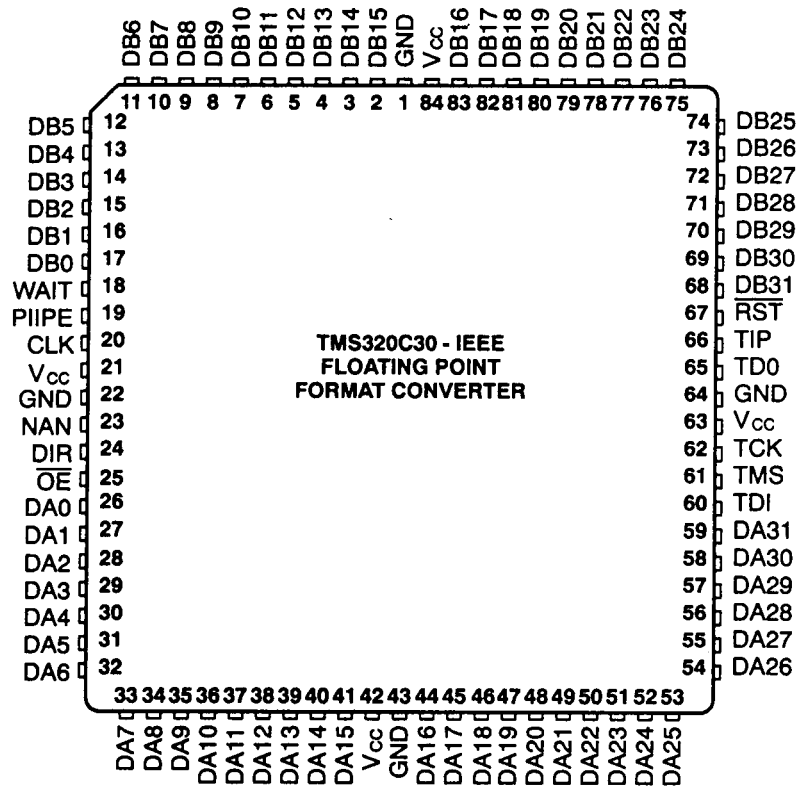 DB6 DB7 DB8 DB9 DB10 DB11 DB12 DB13 DB14 DB15 GND VCC DB16 DB17 DB18 DB19 DB20 DB21 DB22 DB23 DB24
11 10 9 8 7 6 5 4 3 2 1 84 83 82 81 80 79 78 77 76 75
DB5 12 74 DB25
DB4 13 73 DB26
DB3 14 72 DB27
DB2 15 71 DB28
DB1 16 70 DB29
DB0 17 69 DB30
WAIT 18 68 DB31
PIIPE 19 67 RST
CLK 20 66 TIP
VCC 21 65 TD0
GND 22 64 GND
NAN 23 63 VCC
DIR 24 62 TCK
OE 25 61 TMS
DA0 26 60 TDI
DA1 27 59 DA31
DA2 28 58 DA30
DA3 29 57 DA29
DA4 30 56 DA28
DA5 31 55 DA27
DA6 32 54 DA26
TMS320C30 - IEEE
FLOATING POINT
FORMAT CONVERTER
33 34 35 36 37 38 39 40 41 42 43 44 45 46 47 48 49 50 51 52 53
DA7 DA8 DA9 DA10 DA11 DA12 DA13 DA14 DA15 VCC GND DA16 DA17 DA18 DA19 DA20 DA21 DA22 DA23 DA24 DA25